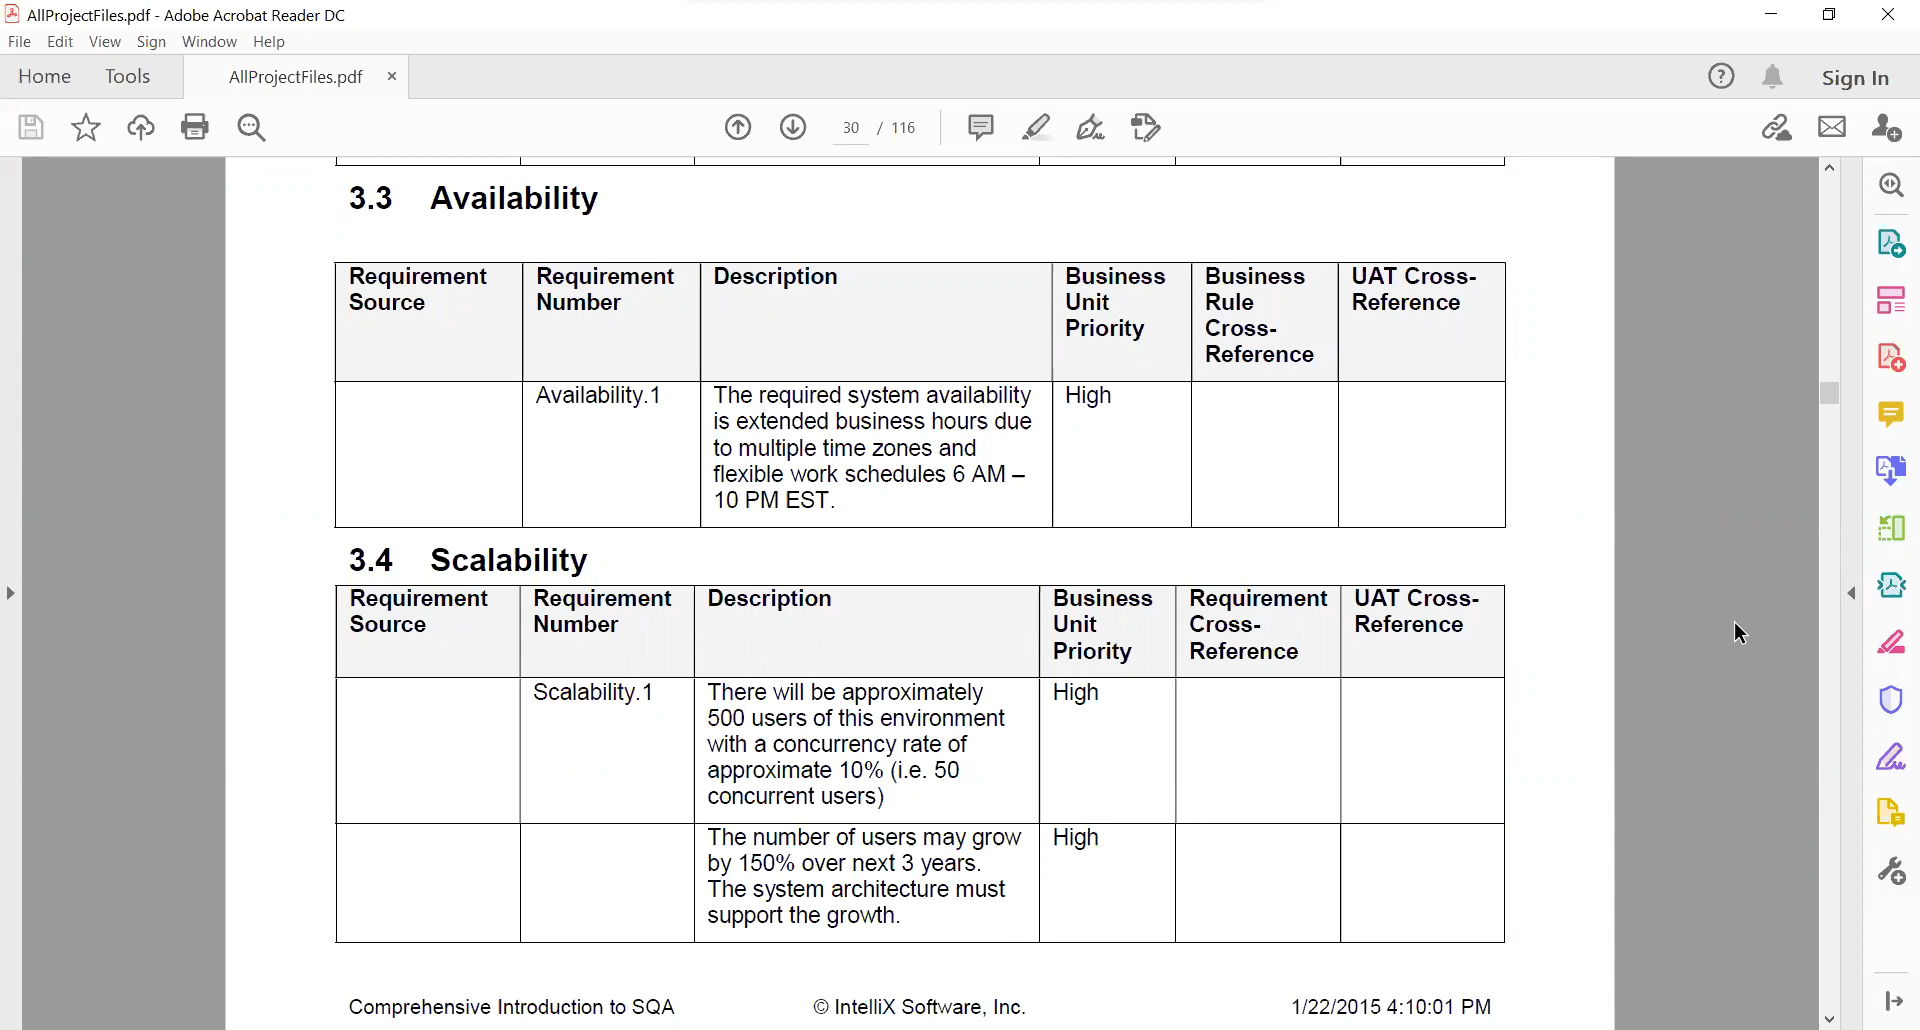 AllProjectFiles.pdf - Adobe Acrobat Reader DC
File Edit View Sign Window Help
Home Tools AllProjectFiles.pdf × Sign In
30 / 116
3.3 Availability
Requirement Source
Requirement Number
Description
Business Unit Priority
Business Rule Cross-Reference
UAT Cross-Reference
Availability.1
The required system availability
is extended business hours due
to multiple time zones and
flexible work schedules 6 AM –
10 PM EST.
High
3.4 Scalability
Requirement Source
Requirement Number
Description
Business Unit Priority
Requirement Cross-Reference
UAT Cross-Reference
Scalability.1
There will be approximately
500 users of this environment
with a concurrency rate of
approximate 10% (i.e. 50
concurrent users)
High
The number of users may grow
by 150% over next 3 years.
The system architecture must
support the growth.
High
Comprehensive Introduction to SQA © IntelliX Software, Inc. 1/22/2015 4:10:01 PM